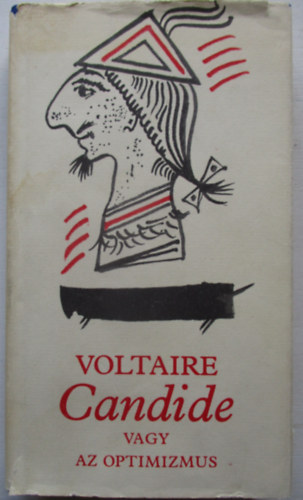 VOLTAIRE
Candide
VAGY
AZ OPTIMIZMUS